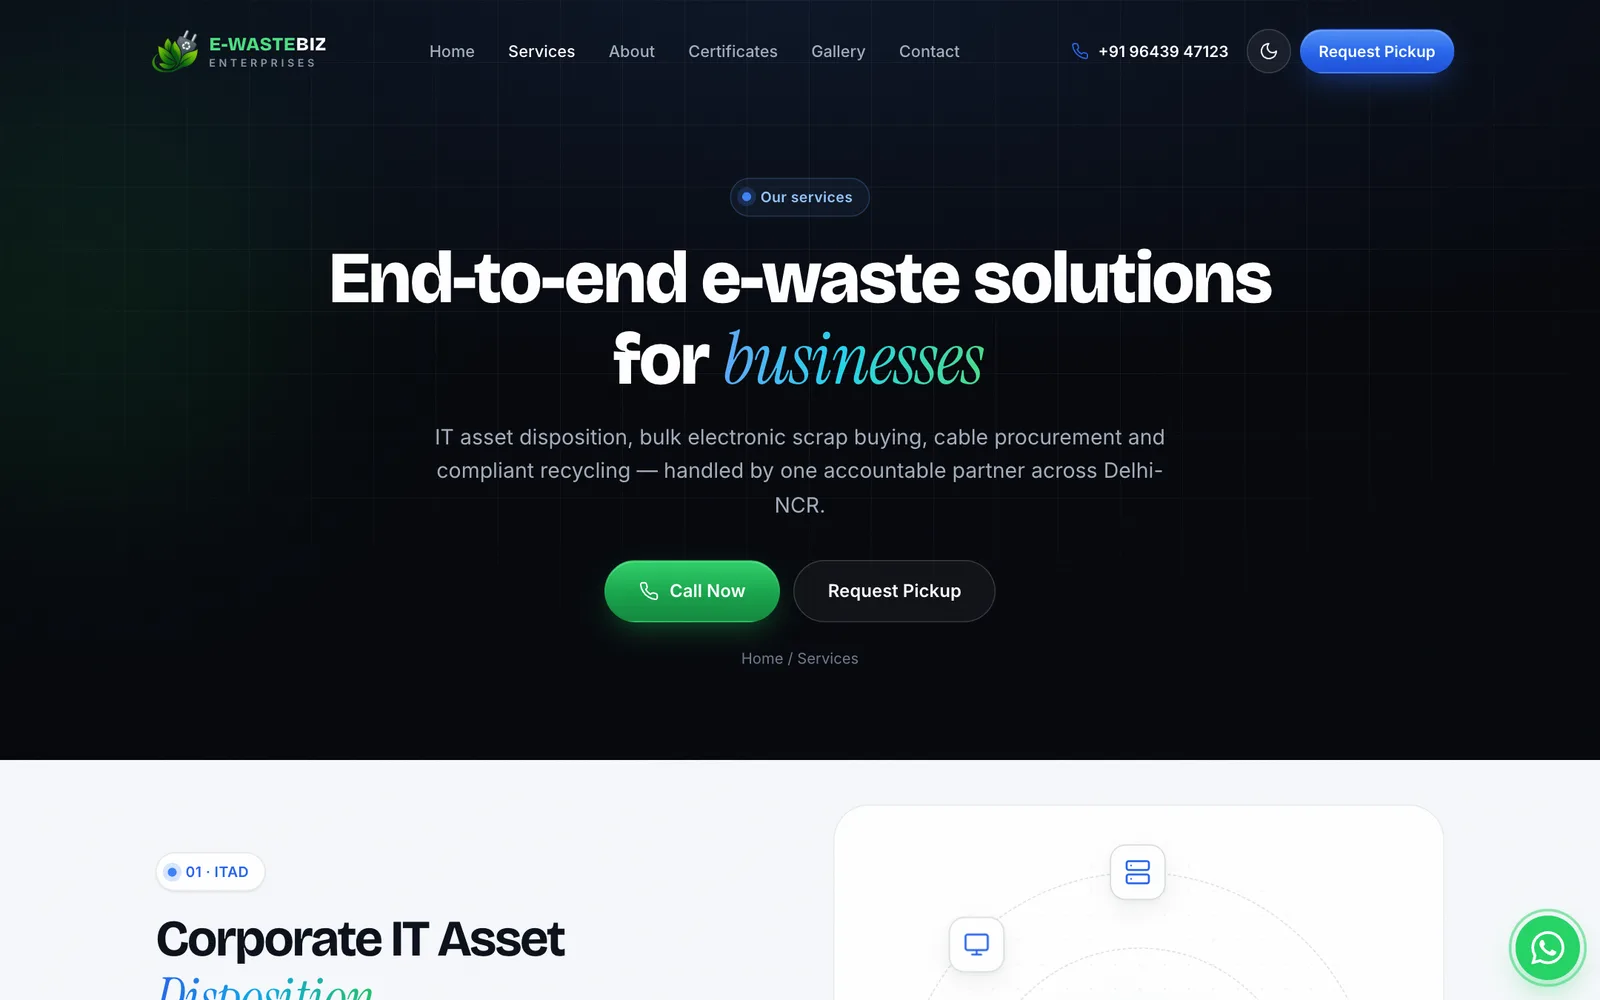 E-WASTEBIZ
ENTERPRISES
Home
Services
About
Certificates
Gallery
Contact
+91 96439 47123
Request Pickup
Our services
End-to-end e-waste solutions
for businesses
IT asset disposition, bulk electronic scrap buying, cable procurement and
compliant recycling — handled by one accountable partner across Delhi-
NCR.
Call Now
Request Pickup
Home / Services
01 · ITAD
Corporate IT Asset
Disposition